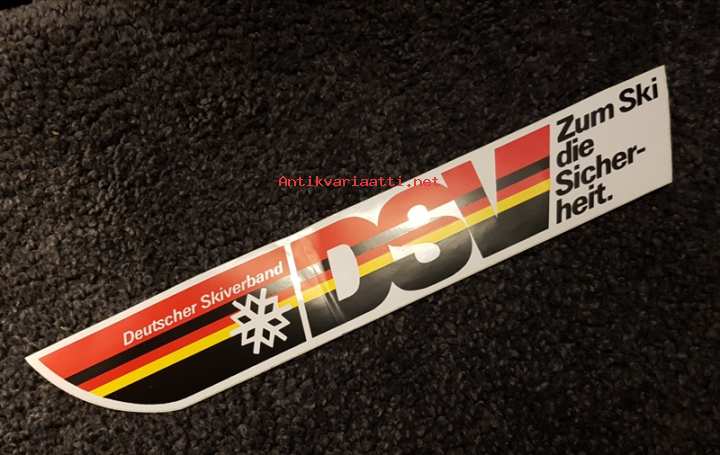 Deutscher Skiverband
DSV
Zum Ski
die
Sicher-
heit.
Antikvariaatti.net